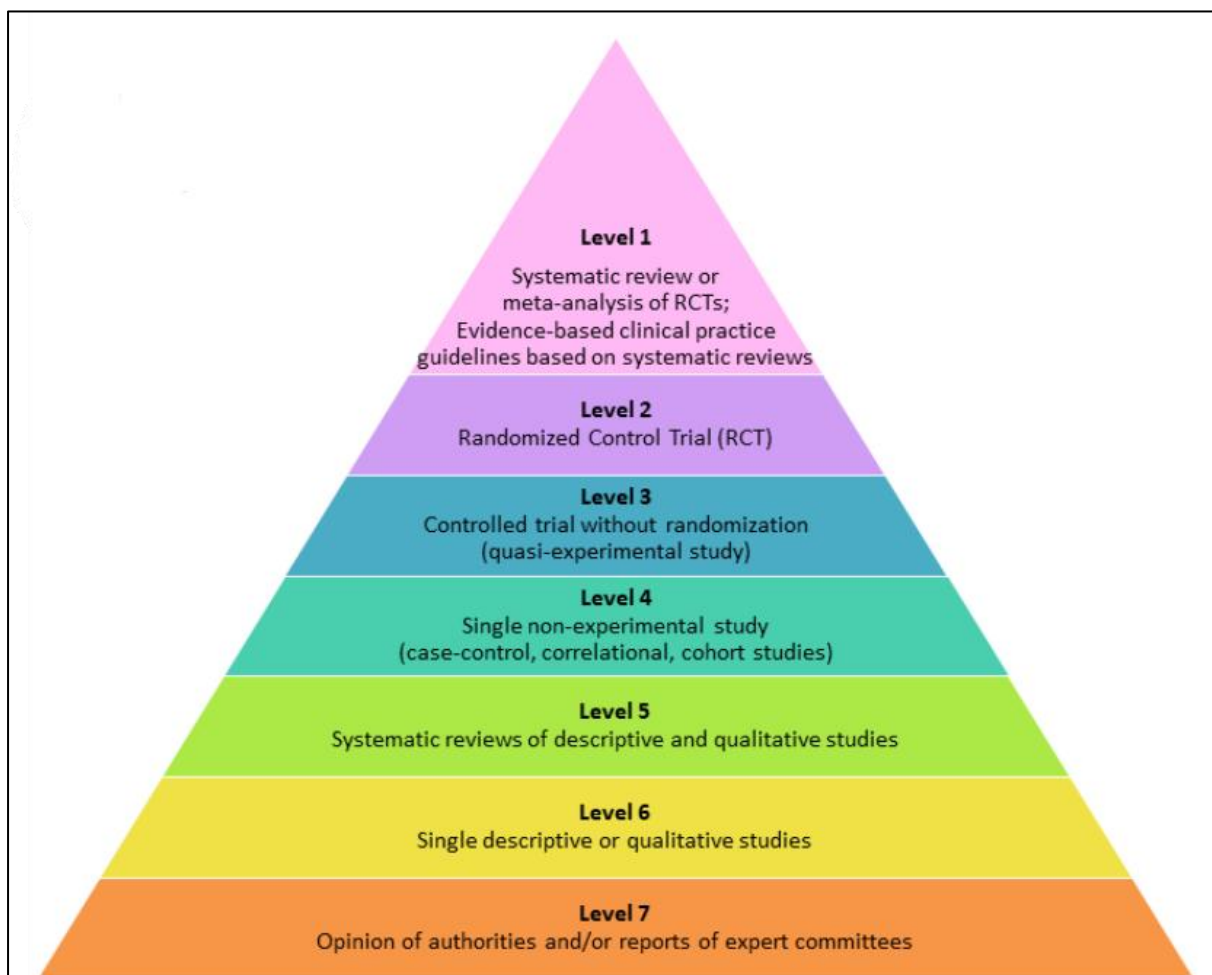 Level 1
Systematic review or
meta-analysis of RCTs;
Evidence-based clinical practice
guidelines based on systematic reviews
Level 2
Randomized Control Trial (RCT)
Level 3
Controlled trial without randomization
(quasi-experimental study)
Level 4
Single non-experimental study
(case-control, correlational, cohort studies)
Level 5
Systematic reviews of descriptive and qualitative studies
Level 6
Single descriptive or qualitative studies
Level 7
Opinion of authorities and/or reports of expert committees